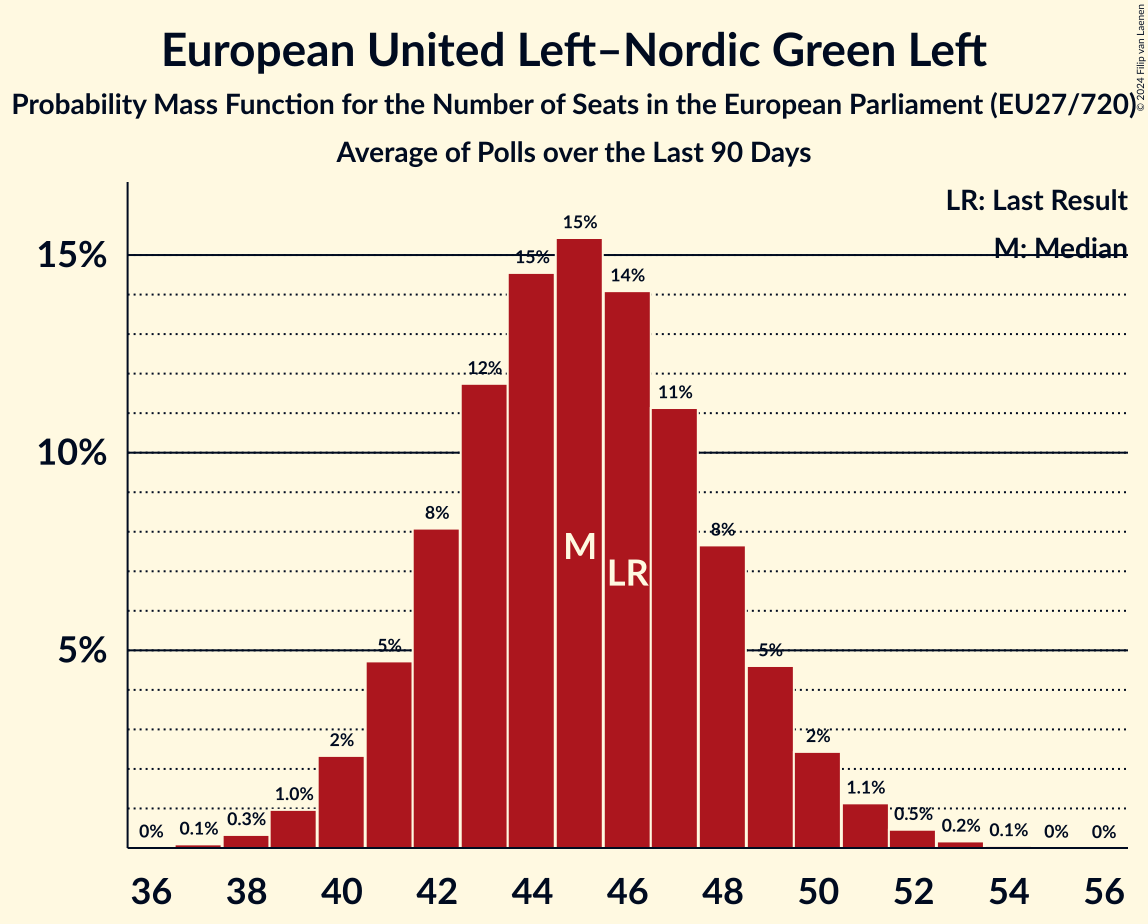 European United Left–Nordic Green Left
Probability Mass Function for the Number of Seats in the European Parliament (EU27/720)
Average of Polls over the Last 90 Days
© 2024 Filip van Laenen
LR: Last Result
M: Median
15%
10%
5%
0%
0.1%
0.3%
1.0%
2%
5%
8%
12%
15%
15%
14%
11%
8%
5%
2%
1.1%
0.5%
0.2%
0.1%
0%
0%
M
LR
36 38 40 42 44 46 48 50 52 54 56